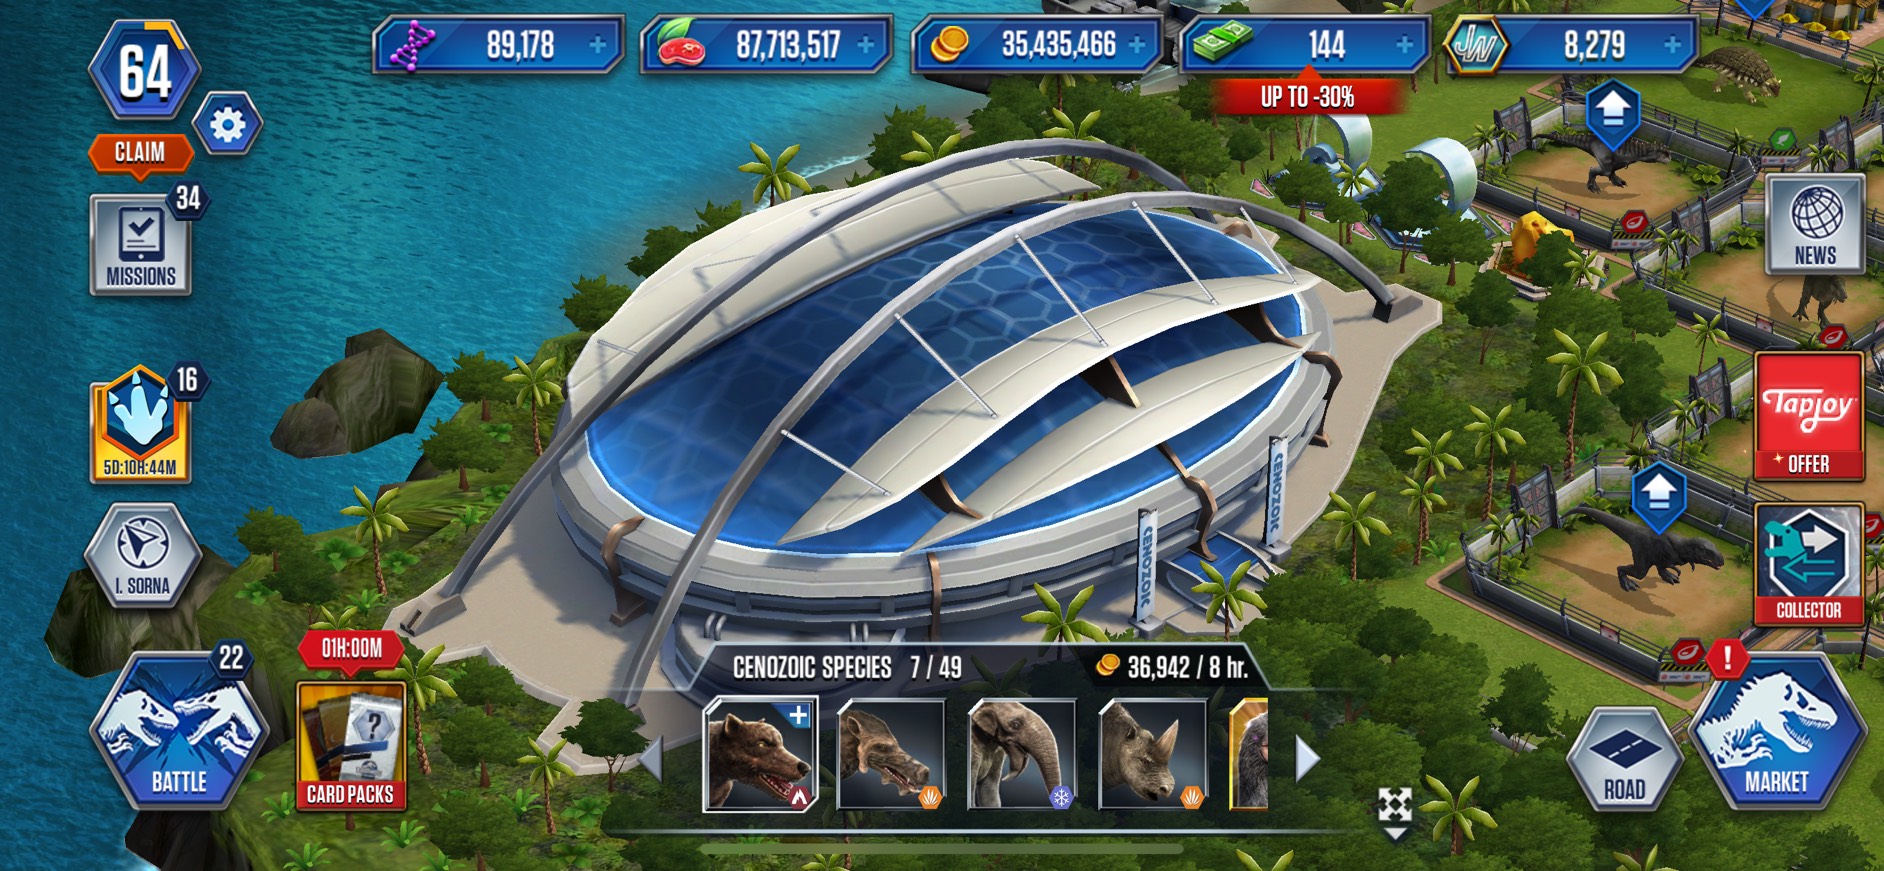 64
89,178
87,713,517
35,435,466
144
JW
8,279
UP TO -30%
CLAIM
34
MISSIONS
NEWS
16
5D:10H:44M
Tapjoy
OFFER
I. SORNA
COLLECTOR
CENOZOIC
CENOZOIC
22
BATTLE
01H:00M
?
CARD PACKS
CENOZOIC SPECIES 7 / 49
36,942 / 8 hr.
!
ROAD
MARKET